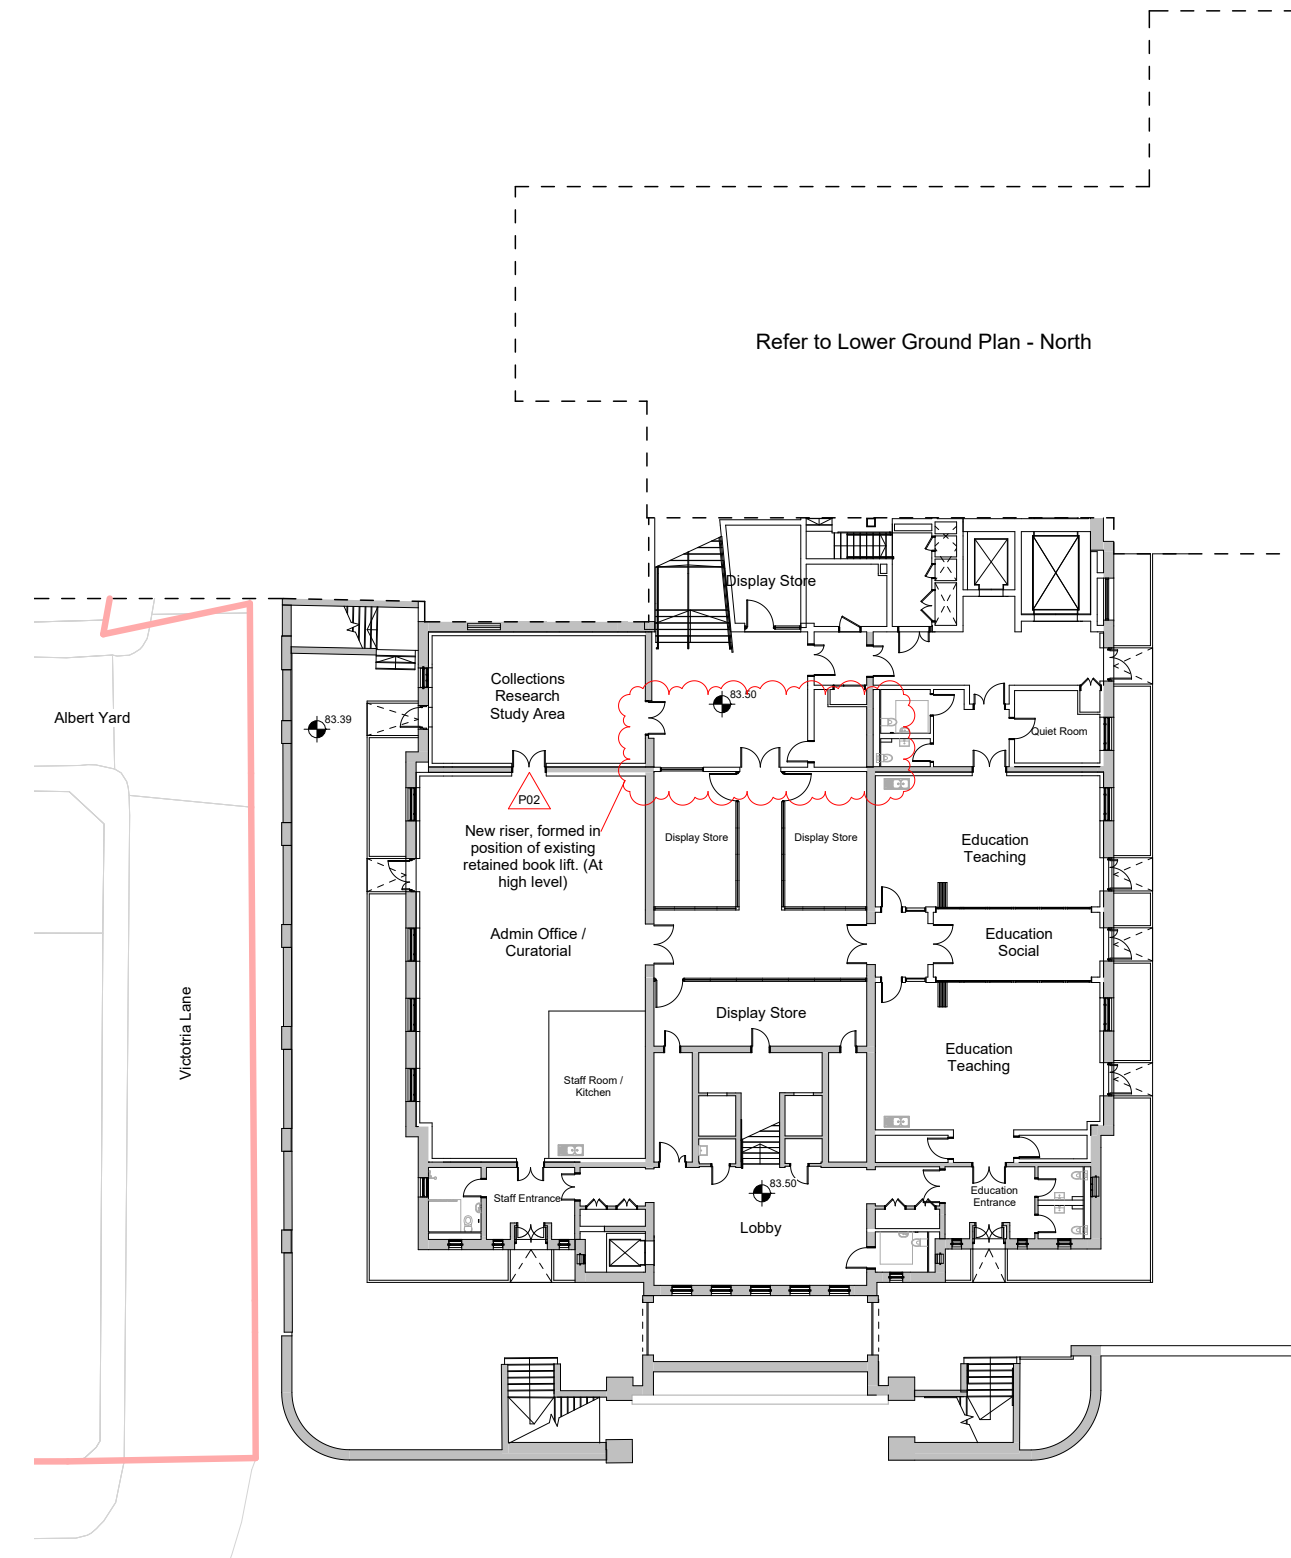 Refer to Lower Ground Plan - North
Display Store
Collections
Research
Study Area
83.50
Albert Yard
83.39
Quiet Room
P02
New riser, formed in
position of existing
retained book lift. (At
high level)
Display Store
Display Store
Education
Teaching
Admin Office /
Curatorial
Education
Social
Victotria Lane
Display Store
Education
Teaching
Staff Room /
Kitchen
83.50
Staff Entrance
Education
Entrance
Lobby